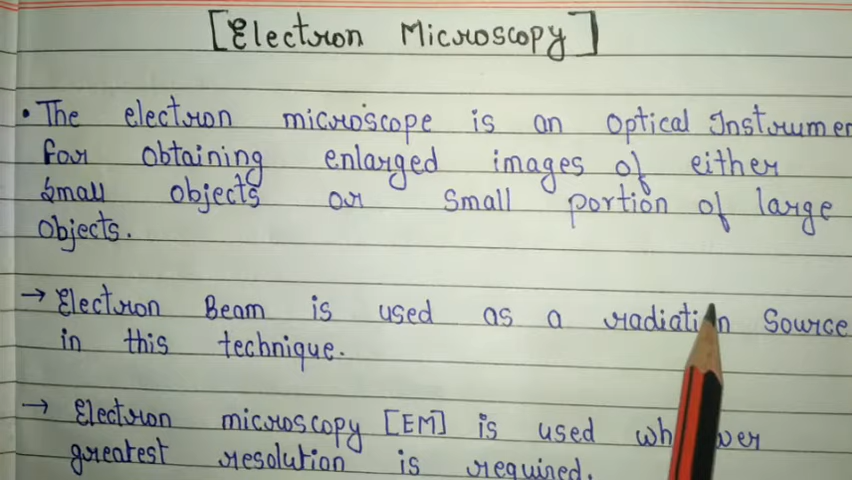 [Electron Microscopy]
• The electron microscope is an optical Instrumen
for obtaining enlarged images of either
small objects or small portion of large
objects.
→ Electron Beam is used as a radiation Source
in this technique.
→ Electron microscopy [EM] is used
greatest resolution is required.